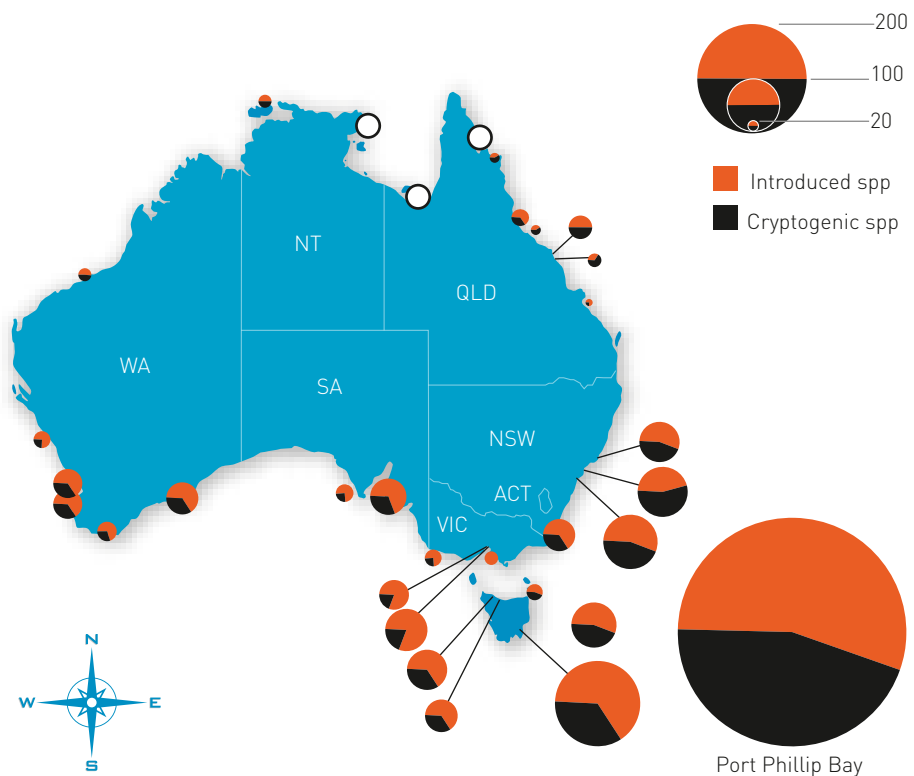 200
100
20
Introduced spp
Cryptogenic spp
NT
QLD
WA
SA
NSW
ACT
VIC
N
W
E
S
Port Phillip Bay